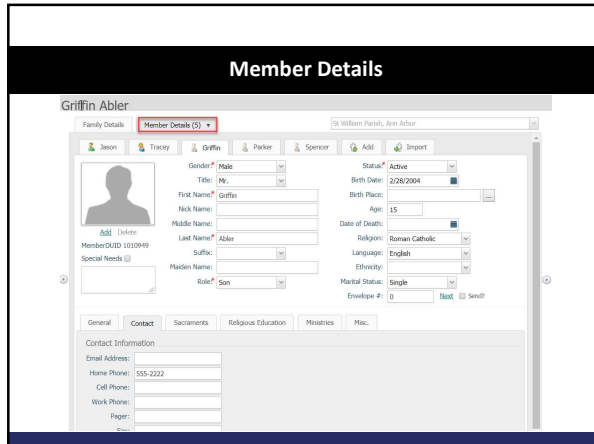 Member Details
Griffin Abler
Family Details Member Details (5) St William Parish, Ann Arbor
Jason Tracey Griffin Parker Spencer Add Import
Gender:* Male Status:* Active
Title: Mr. Birth Date: 2/28/2004
First Name:* Griffin Birth Place: ...
Nick Name: Age: 15
Middle Name: Date of Death:
Add Delete
Last Name:* Abler Religion: Roman Catholic
MemberDUID 1010949
Suffix: Language: English
Special Needs
Maiden Name: Ethnicity:
Role:* Son Marital Status: Single
Envelope #: 0 Next Send?
General Contact Sacraments Religious Education Ministries Misc.
Contact Information
Email Address:
Home Phone: 555-2222
Cell Phone:
Work Phone:
Pager:
Fax: